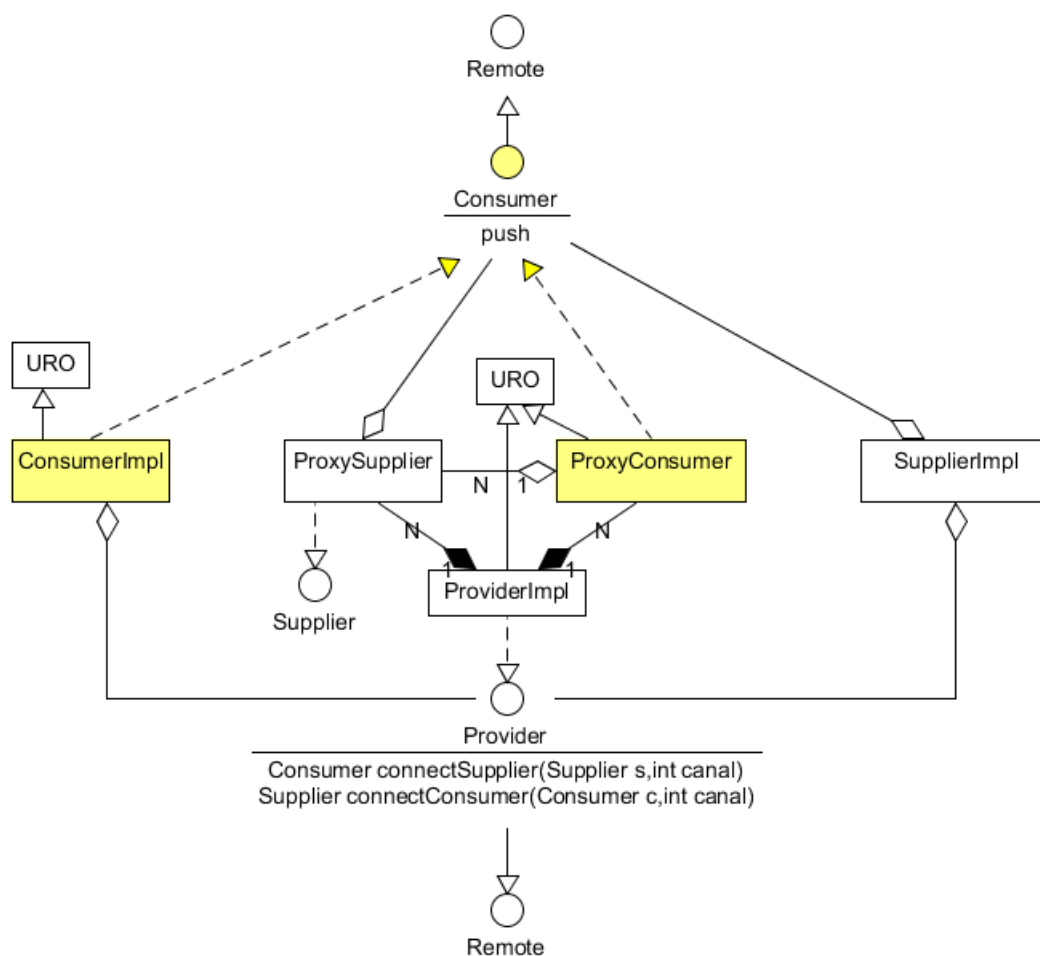 Remote
Consumer
push
URO
URO
ConsumerImpl
ProxySupplier
ProxyConsumer
SupplierImpl
N
1
N
N
1
1
ProviderImpl
Supplier
Provider
Consumer connectSupplier(Supplier s,int canal)
Supplier connectConsumer(Consumer c,int canal)
Remote